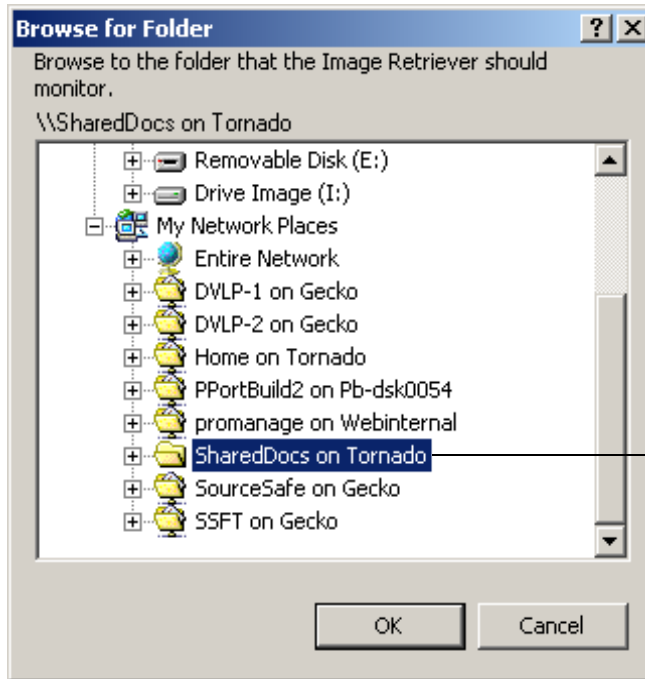 Browse for Folder
Browse to the folder that the Image Retriever should
monitor.
\\SharedDocs on Tornado
Removable Disk (E:)
Drive Image (I:)
My Network Places
Entire Network
DVLP-1 on Gecko
DVLP-2 on Gecko
Home on Tornado
PPortBuild2 on Pb-dsk0054
promanage on Webinternal
SharedDocs on Tornado
SourceSafe on Gecko
SSFT on Gecko
OK Cancel